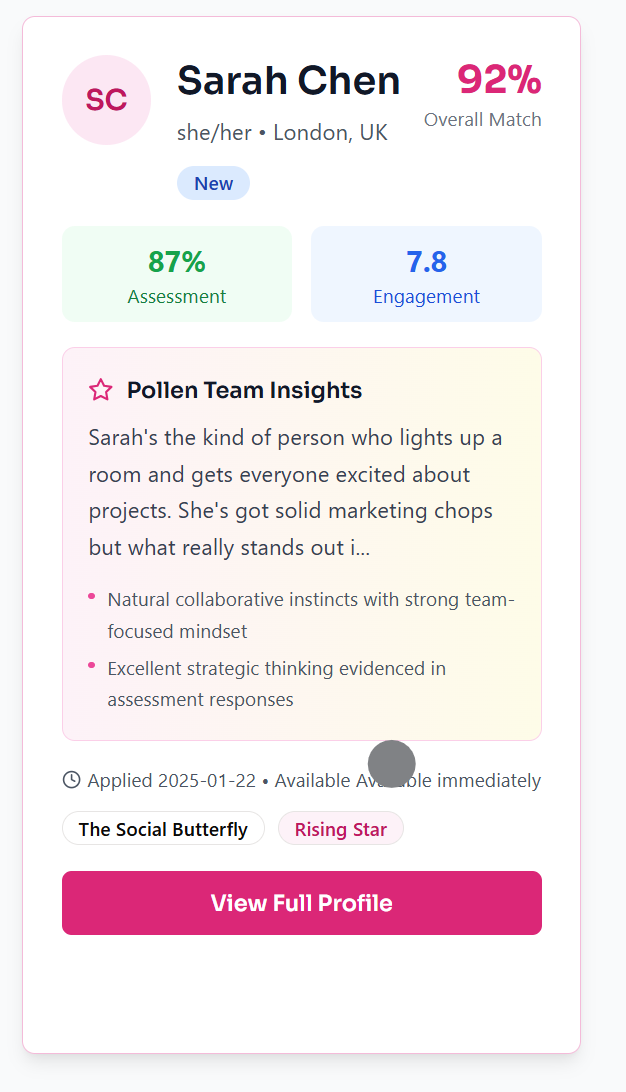 SC
Sarah Chen
92%
she/her • London, UK
Overall Match
New
87%
Assessment
7.8
Engagement
Pollen Team Insights
Sarah's the kind of person who lights up a
room and gets everyone excited about
projects. She's got solid marketing chops
but what really stands out i...
• Natural collaborative instincts with strong team-
focused mindset
• Excellent strategic thinking evidenced in
assessment responses
Applied 2025-01-22 • Available Available immediately
The Social Butterfly
Rising Star
View Full Profile